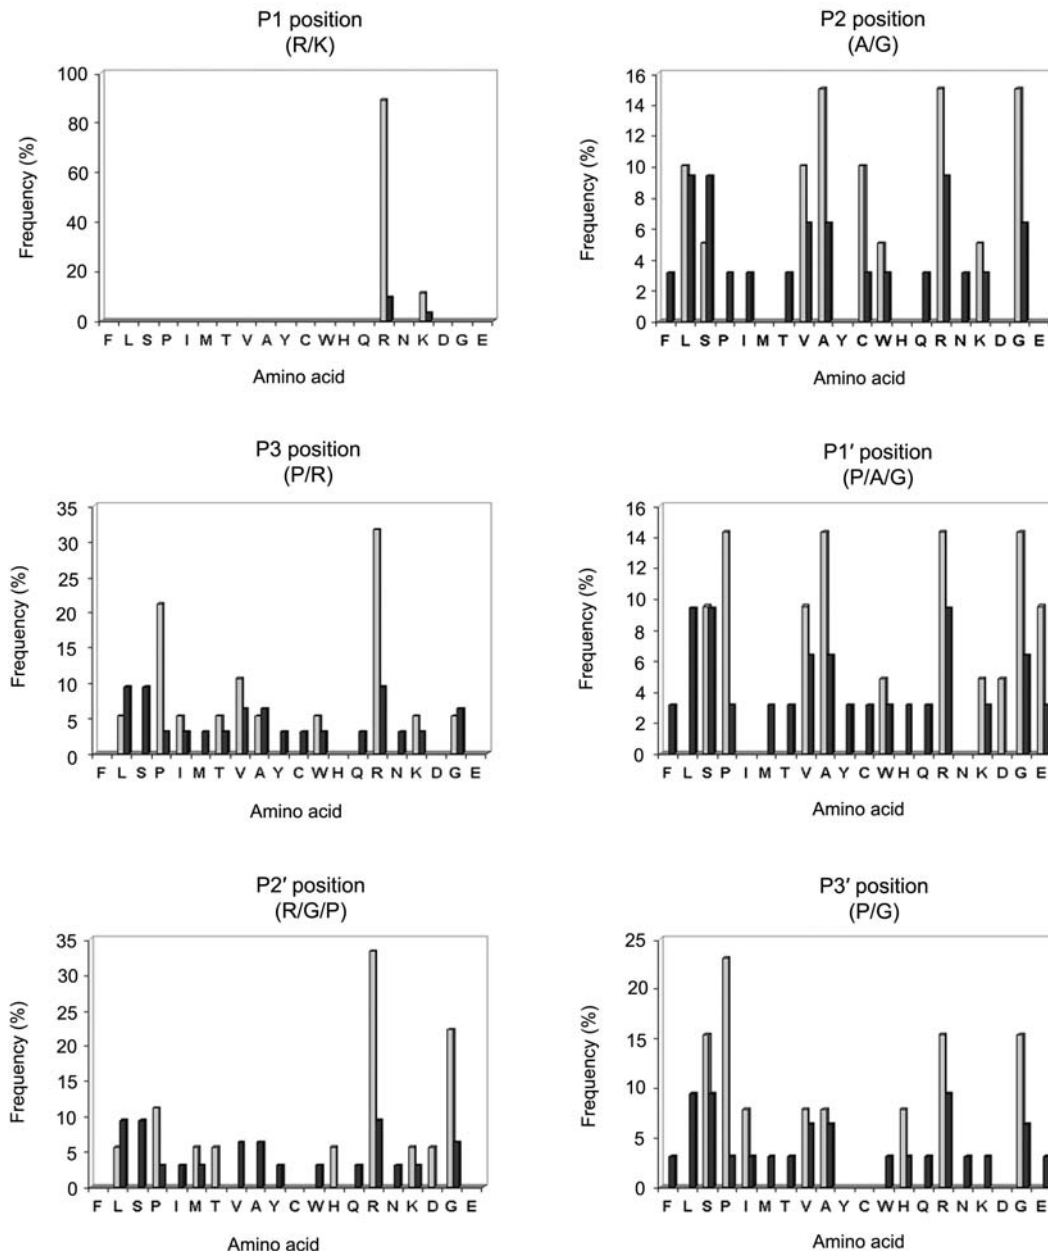 P1 position
(R/K)
Frequency (%)
100
80
60
40
20
0
F L S P I M T V A Y C W H Q R N K D G E
Amino acid
P2 position
(A/G)
Frequency (%)
16
14
12
10
8
6
4
2
0
F L S P I M T V A Y C W H Q R N K D G E
Amino acid
P3 position
(P/R)
Frequency (%)
35
30
25
20
15
10
5
0
F L S P I M T V A Y C W H Q R N K D G E
Amino acid
P1′ position
(P/A/G)
Frequency (%)
16
14
12
10
8
6
4
2
0
F L S P I M T V A Y C W H Q R N K D G E
Amino acid
P2′ position
(R/G/P)
Frequency (%)
35
30
25
20
15
10
5
0
F L S P I M T V A Y C W H Q R N K D G E
Amino acid
P3′ position
(P/G)
Frequency (%)
25
20
15
10
5
0
F L S P I M T V A Y C W H Q R N K D G E
Amino acid